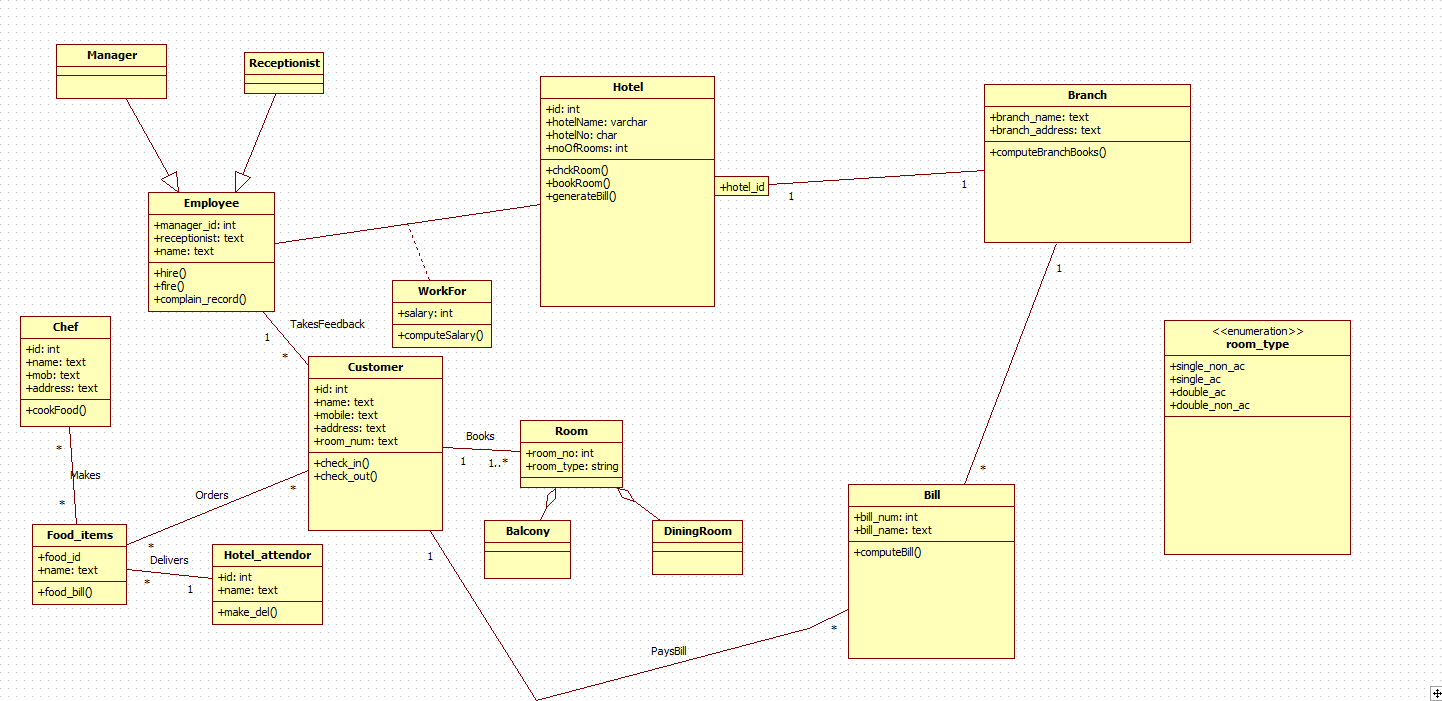 Manager
Receptionist
Hotel
+id: int
+hotelName: varchar
+hotelNo: char
+noOfRooms: int
+chckRoom()
+bookRoom()
+generateBill()
+hotel_id
1
1
Branch
+branch_name: text
+branch_address: text
+computeBranchBooks()
1
Employee
+manager_id: int
+receptionist: text
+name: text
+hire()
+fire()
+complain_record()
WorkFor
+salary: int
+computeSalary()
TakesFeedback
1
*
Chef
+id: int
+name: text
+mob: text
+address: text
+cookFood()
*
Makes
*
Customer
+id: int
+name: text
+mobile: text
+address: text
+room_num: text
+check_in()
+check_out()
Books
1
1..*
Room
+room_no: int
+room_type: string
Balcony
DiningRoom
<<enumeration>>
room_type
+single_non_ac
+single_ac
+double_ac
+double_non_ac
*
Bill
+bill_num: int
+bill_name: text
+computeBill()
*
Orders
*
*
Food_items
+food_id
+name: text
+food_bill()
Delivers
*
1
Hotel_attendor
+id: int
+name: text
+make_del()
1
PaysBill